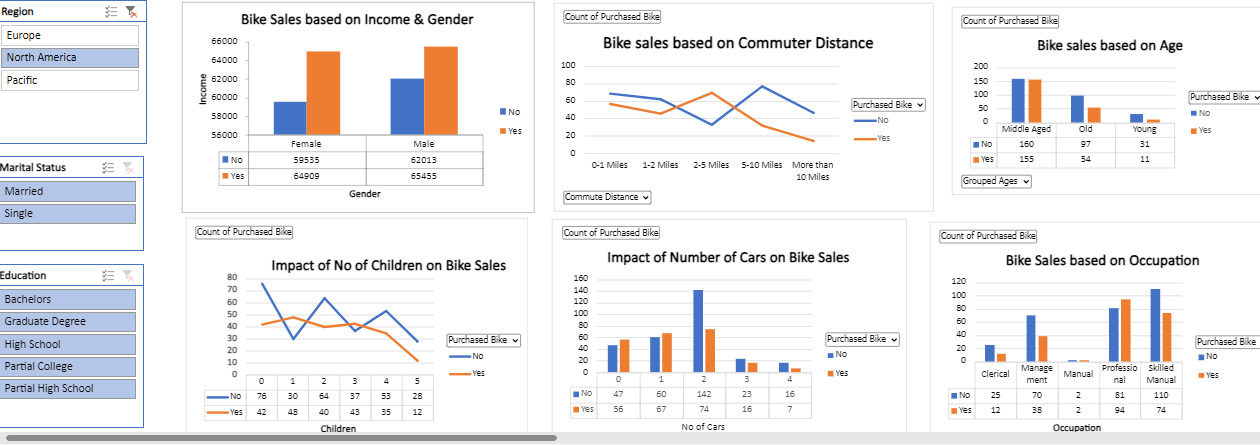 Region
Europe
North America
Pacific
Marital Status
Married
Single
Education
Bachelors
Graduate Degree
High School
Partial College
Partial High School
Bike Sales based on Income & Gender
66000
64000
62000
60000
58000
56000
Income
Female Male
No 59535 62013
Yes 64909 65455
Gender
No
Yes
Count of Purchased Bike
Bike sales based on Commuter Distance
100
80
60
40
20
0
0-1 Miles 1-2 Miles 2-5 Miles 5-10 Miles More than
10 Miles
Purchased Bike
No
Yes
Commute Distance
Count of Purchased Bike
Bike sales based on Age
200
150
100
50
0
Middle Aged Old Young
No 160 97 31
Yes 155 54 11
Purchased Bike
No
Yes
Grouped Ages
Count of Purchased Bike
Impact of No of Children on Bike Sales
80
70
60
50
40
30
20
10
0
0 1 2 3 4 5
No 76 30 64 37 53 28
Yes 42 48 40 43 35 12
Children
Purchased Bike
No
Yes
Count of Purchased Bike
Impact of Number of Cars on Bike Sales
160
140
120
100
80
60
40
20
0
0 1 2 3 4
No 47 60 142 23 16
Yes 56 67 74 16 7
No of Cars
Purchased Bike
No
Yes
Count of Purchased Bike
Bike Sales based on Occupation
120
100
80
60
40
20
0
Clerical Manage
ment Manual Professio
nal Skilled
Manual
No 25 70 2 81 110
Yes 12 38 2 94 74
Occupation
Purchased Bike
No
Yes